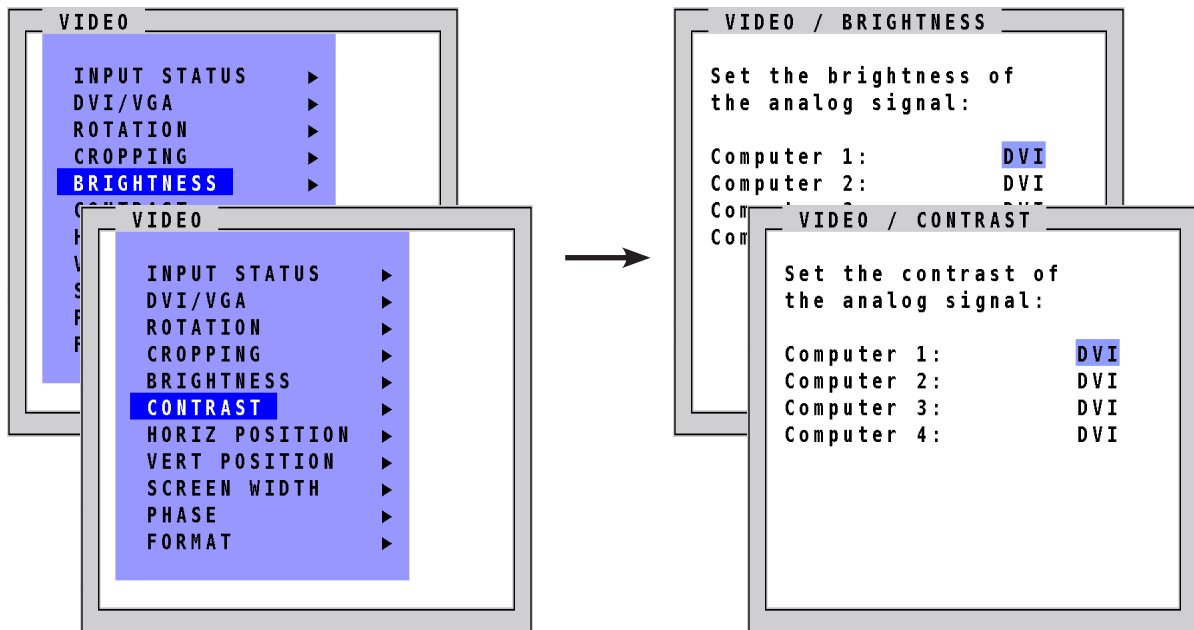 VIDEO
INPUT STATUS
DVI/VGA
ROTATION
CROPPING
BRIGHTNESS
VIDEO
INPUT STATUS
DVI/VGA
ROTATION
CROPPING
BRIGHTNESS
CONTRAST
HORIZ POSITION
VERT POSITION
SCREEN WIDTH
PHASE
FORMAT
VIDEO / BRIGHTNESS
Set the brightness of
the analog signal:
Computer 1: DVI
Computer 2: DVI
VIDEO / CONTRAST
Set the contrast of
the analog signal:
Computer 1: DVI
Computer 2: DVI
Computer 3: DVI
Computer 4: DVI